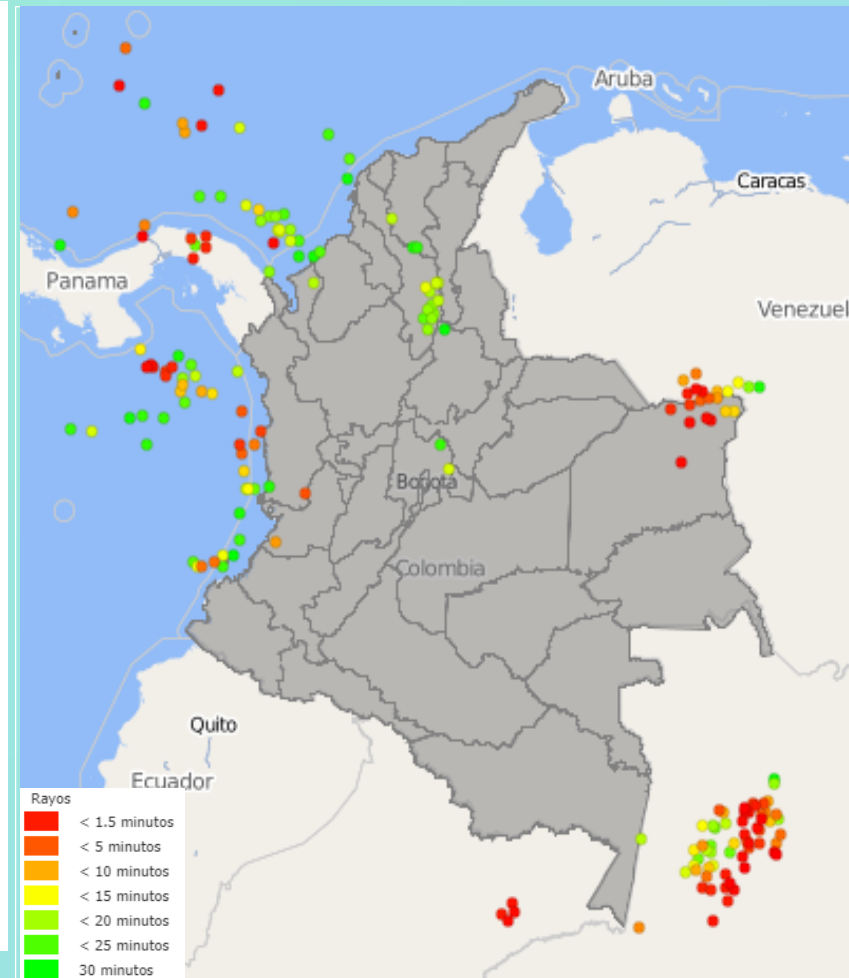 Aruba
Caracas
Panama
Venezuel
Bogota
Colombia
Quito
Ecuador
Rayos
< 1.5 minutos
< 5 minutos
< 10 minutos
< 15 minutos
< 20 minutos
< 25 minutos
30 minutos